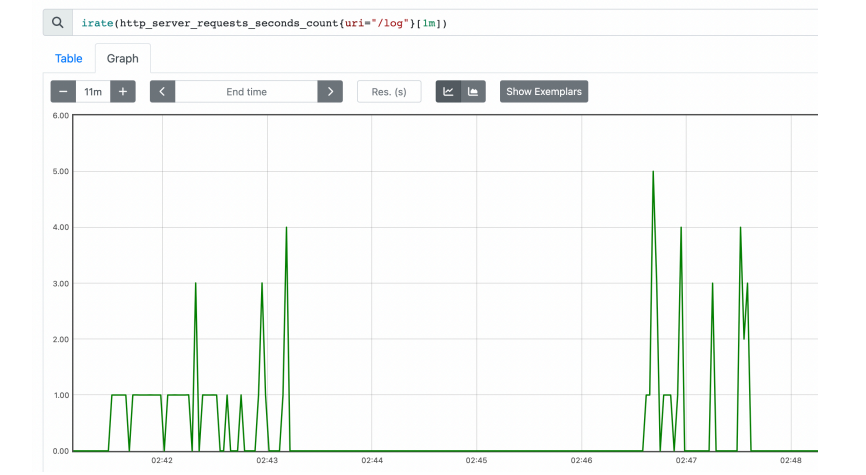 irate(http_server_requests_seconds_count{uri="/log"}[1m])
Table Graph
− 11m + End time Res. (s) Show Exemplars
6.00
5.00
4.00
3.00
2.00
1.00
0.00
02:42 02:43 02:44 02:45 02:46 02:47 02:48